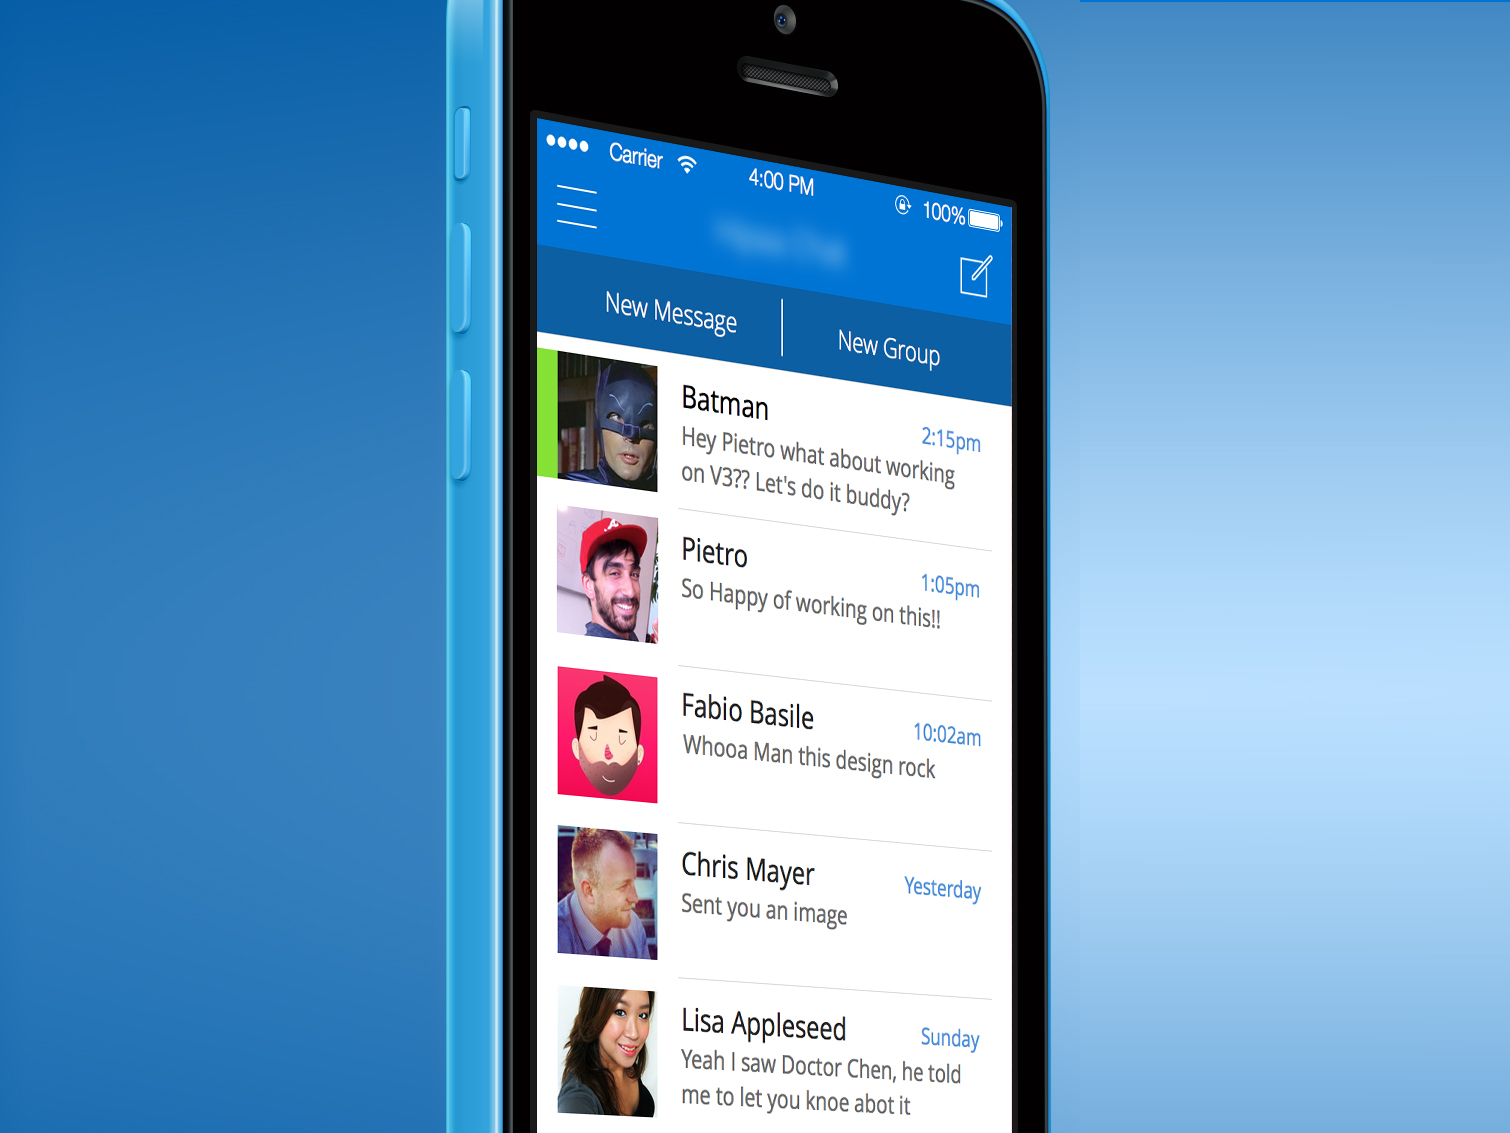 Carrier 4:00 PM 100%
New Message New Group
Batman
2:15pm
Hey Pietro what about working
on V3?? Let's do it buddy?
Pietro
1:05pm
So Happy of working on this!!
Fabio Basile
10:02am
Whooa Man this design rock
Chris Mayer
Yesterday
Sent you an image
Lisa Appleseed
Sunday
Yeah I saw Doctor Chen, he told
me to let you knoe abot it